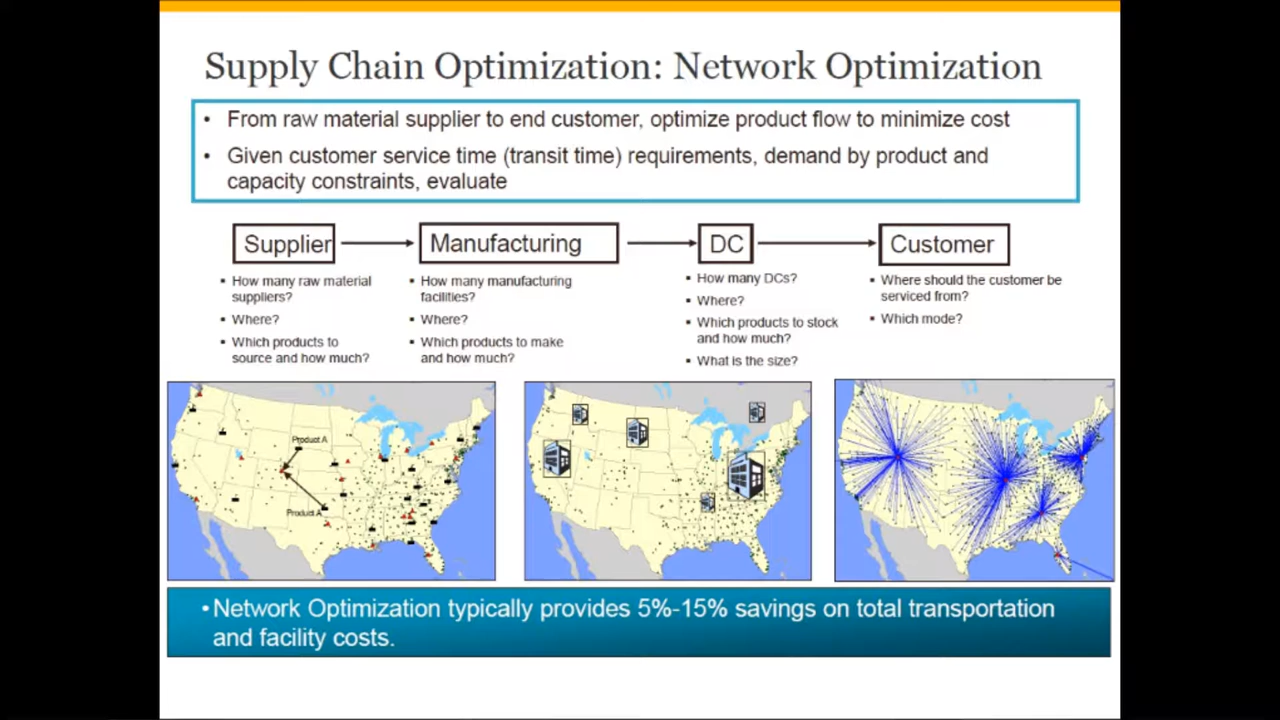 Supply Chain Optimization: Network Optimization
• From raw material supplier to end customer, optimize product flow to minimize cost
• Given customer service time (transit time) requirements, demand by product and
capacity constraints, evaluate
Supplier
Manufacturing
DC
Customer
▪ How many raw material
suppliers?
▪ Where?
▪ Which products to
source and how much?
▪ How many manufacturing
facilities?
▪ Where?
▪ Which products to make
and how much?
▪ How many DCs?
▪ Where?
▪ Which products to stock
and how much?
▪ What is the size?
▪ Where should the customer be
serviced from?
▪ Which mode?
Product A
Product A
• Network Optimization typically provides 5%-15% savings on total transportation
and facility costs.